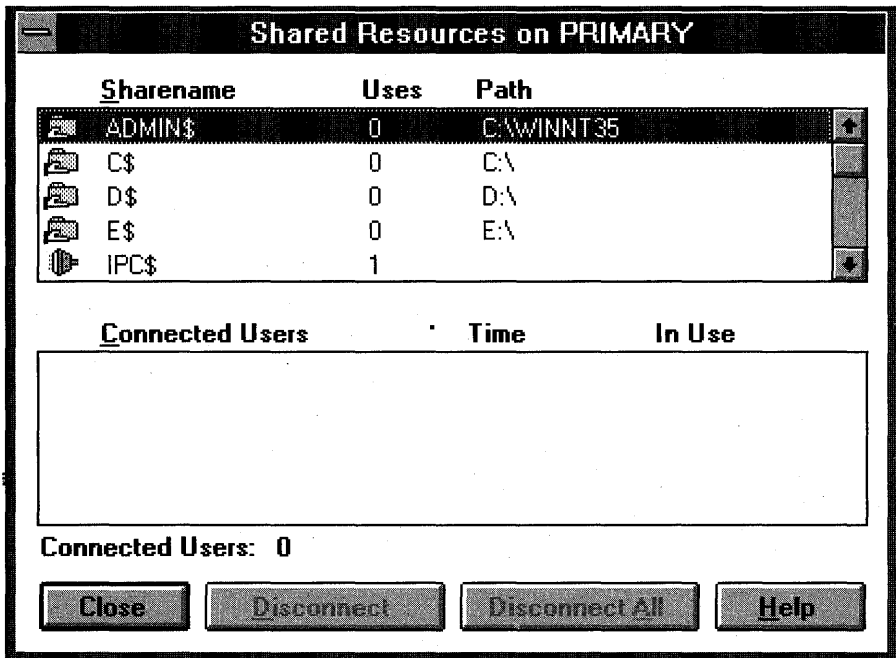 Shared Resources on PRIMARY
Sharename Uses Path
ADMIN$ 0 C:\WINNT35
C$ 0 C:\
D$ 0 D:\
E$ 0 E:\
IPC$ 1
Connected Users Time In Use
Connected Users: 0
Close Disconnect Disconnect All Help